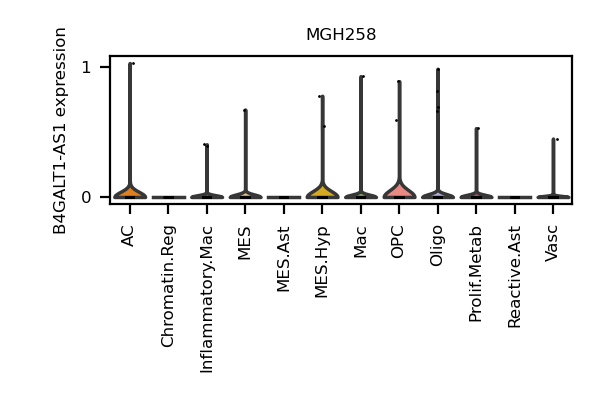 MGH258
B4GALT1-AS1 expression
1
0
AC
Chromatin.Reg
Inflammatory.Mac
MES
MES.Ast
MES.Hyp
Mac
OPC
Oligo
Prolif.Metab
Reactive.Ast
Vasc